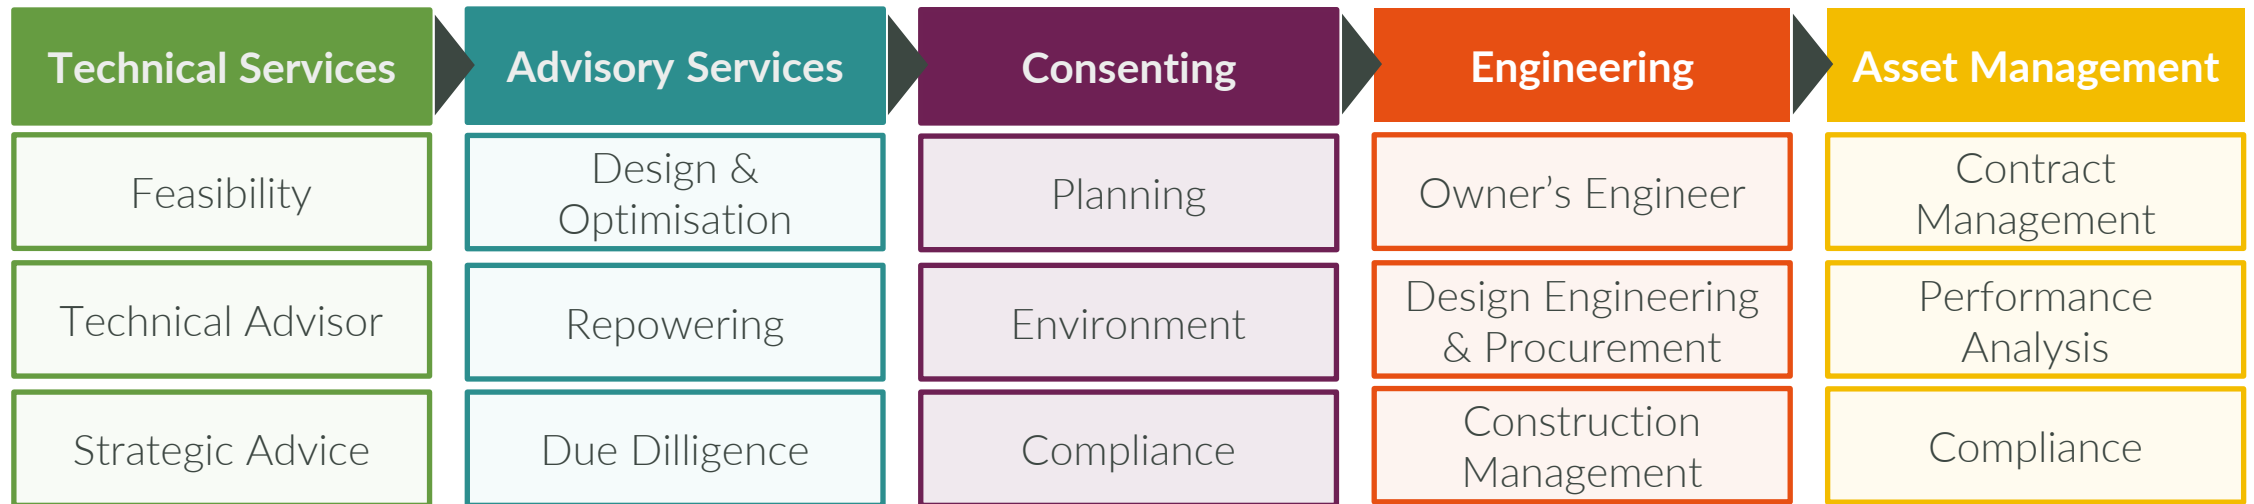 Technical Services
Advisory Services
Consenting
Engineering
Asset Management
Feasibility
Design &
Optimisation
Planning
Owner’s Engineer
Contract
Management
Technical Advisor
Repowering
Environment
Design Engineering
& Procurement
Performance
Analysis
Strategic Advice
Due Dilligence
Compliance
Construction
Management
Compliance